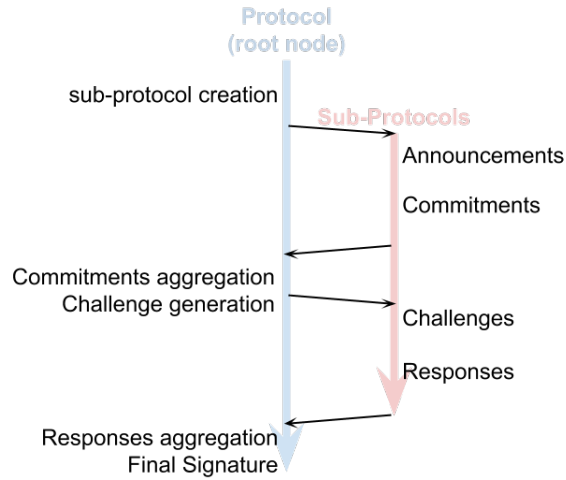 Protocol
(root node)
sub-protocol creation
Sub-Protocols
Announcements
Commitments
Commitments aggregation
Challenge generation
Challenges
Responses
Responses aggregation
Final Signature